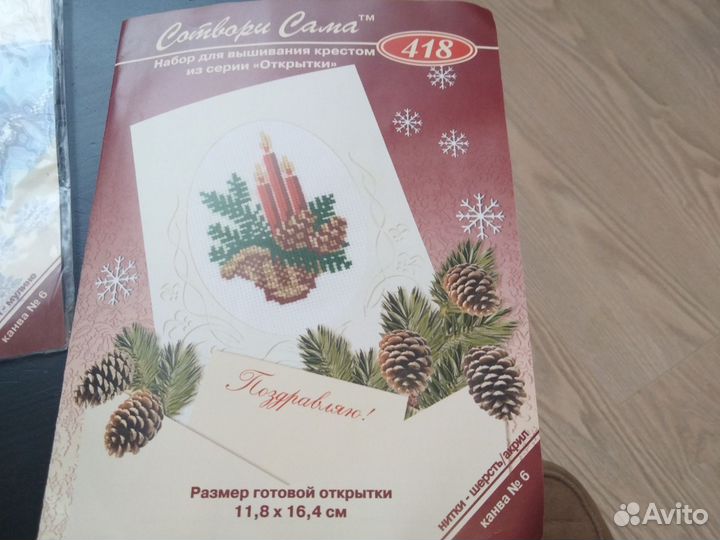 Сотвори Сама™
Набор для вышивания крестом
из серии «Открытки»
418
Поздравляю!
Размер готовой открытки
11,8 x 16,4 см
нитки - шерсть/акрил
канва № 6
- мулине
канва № 6
Avito